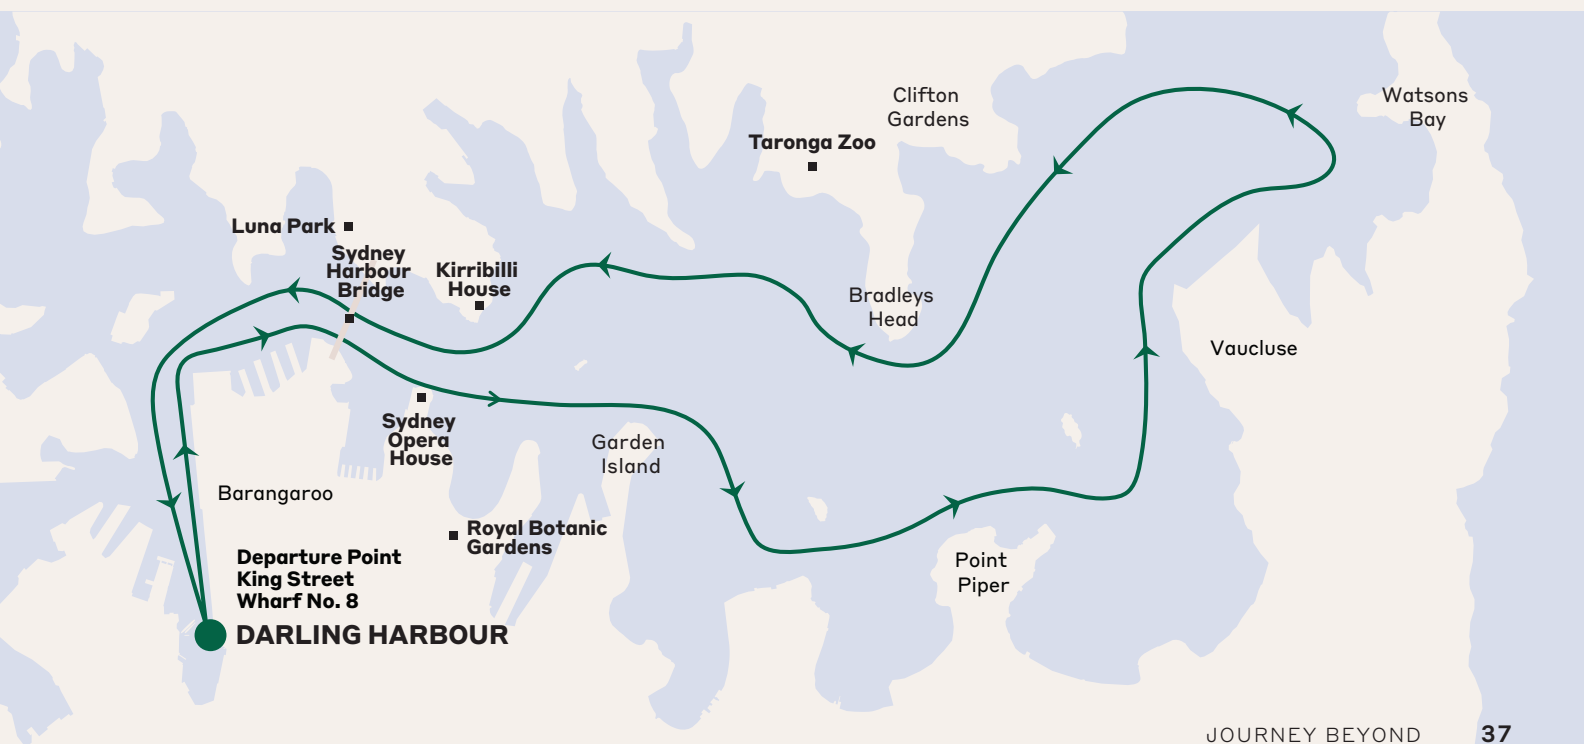 Clifton
Gardens
Watsons
Bay
Taronga Zoo
Luna Park
Sydney
Harbour
Bridge
Kirribilli
House
Bradleys
Head
Vaucluse
Sydney
Opera
House
Garden
Island
Barangaroo
Royal Botanic
Gardens
Departure Point
King Street
Wharf No. 8
Point
Piper
DARLING HARBOUR
JOURNEY BEYOND 37